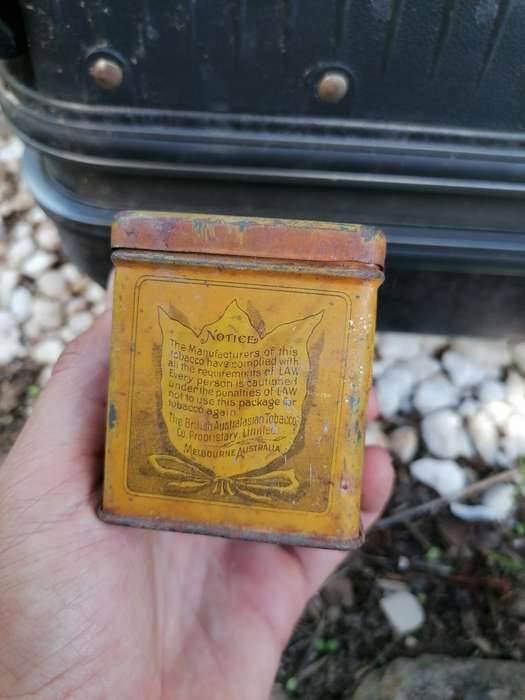 NOTICE
The Manufacturers of this
Tobacco have complied with
all the requirements of LAW
Every person is cautioned
under the penalties of LAW
not to use this package for
tobacco again.
The British Australasian Tobacco
Co. Proprietary, Limited
MELBOURNE AUSTRALIA